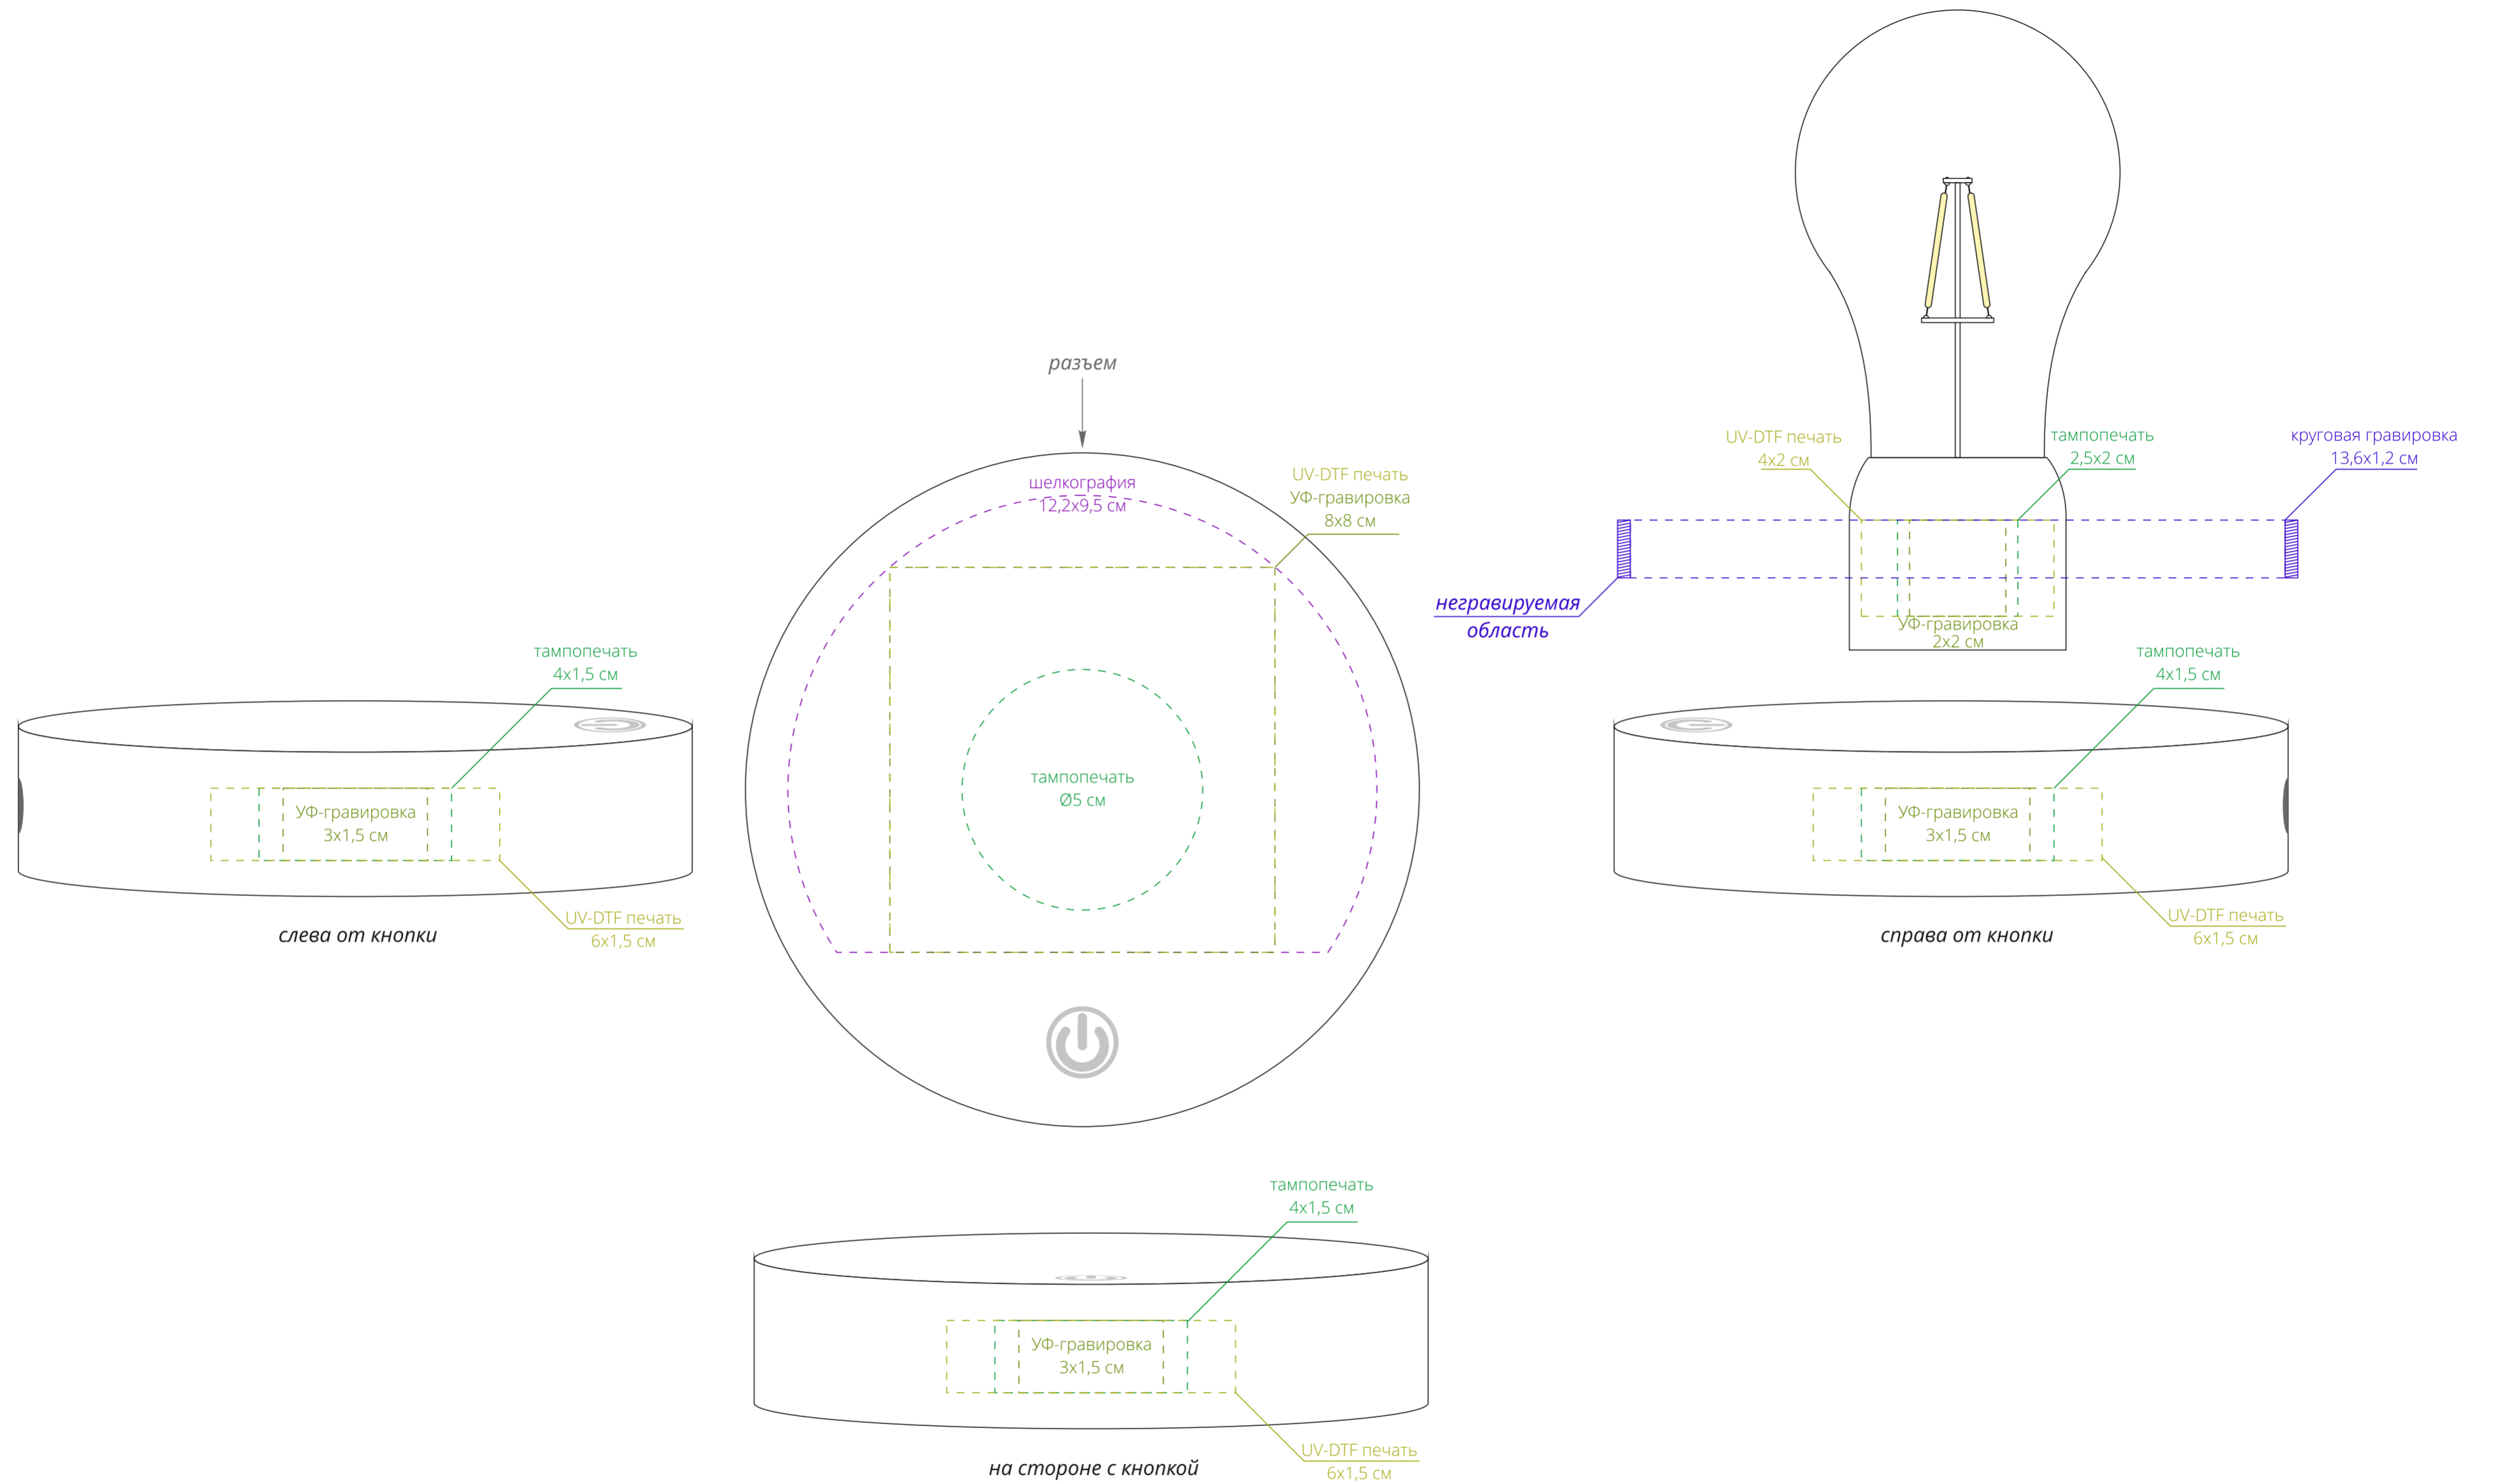 разъем
шелкография
12,2х9,5 см
UV-DTF печать
УФ-гравировка
8х8 см
тампопечать
Ø5 см
UV-DTF печать
4х2 см
тампопечать
2,5х2 см
круговая гравировка
13,6х1,2 см
негравируемая
область
УФ-гравировка
2х2 см
тампопечать
4х1,5 см
УФ-гравировка
3х1,5 см
UV-DTF печать
6х1,5 см
слева от кнопки
тампопечать
4х1,5 см
УФ-гравировка
3х1,5 см
UV-DTF печать
6х1,5 см
справа от кнопки
тампопечать
4х1,5 см
УФ-гравировка
3х1,5 см
UV-DTF печать
6х1,5 см
на стороне с кнопкой